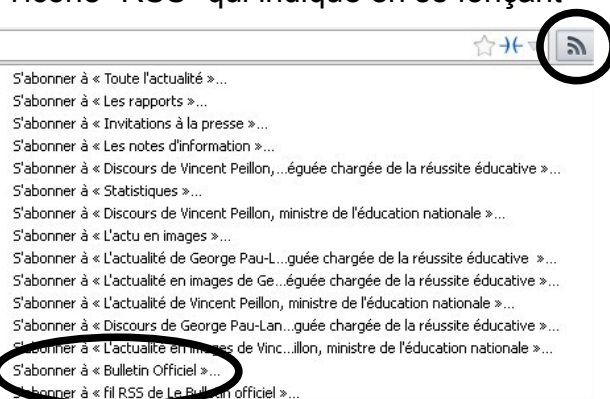 l'icône "RSS" qui indique en se fonçant
S'abonner à « Toute l'actualité »...
S'abonner à « Les rapports »...
S'abonner à « Invitations à la presse »...
S'abonner à « Les notes d'information »...
S'abonner à « Discours de Vincent Peillon,...éguée chargée de la réussite éducative »...
S'abonner à « Statistiques »...
S'abonner à « Discours de Vincent Peillon, ministre de l'éducation nationale »...
S'abonner à « L'actu en images »...
S'abonner à « L'actualité de George Pau-L...guée chargée de la réussite éducative »...
S'abonner à « L'actualité en images de Ge...éguée chargée de la réussite éducative »...
S'abonner à « L'actualité de Vincent Peillon, ministre de l'éducation nationale »...
S'abonner à « Discours de George Pau-Lan...guée chargée de la réussite éducative »...
S'abonner à « L'actualité en images de Vinc...illon, ministre de l'éducation nationale »...
S'abonner à « Bulletin Officiel »...
S'abonner à « fil RSS de Le Bulletin officiel »...